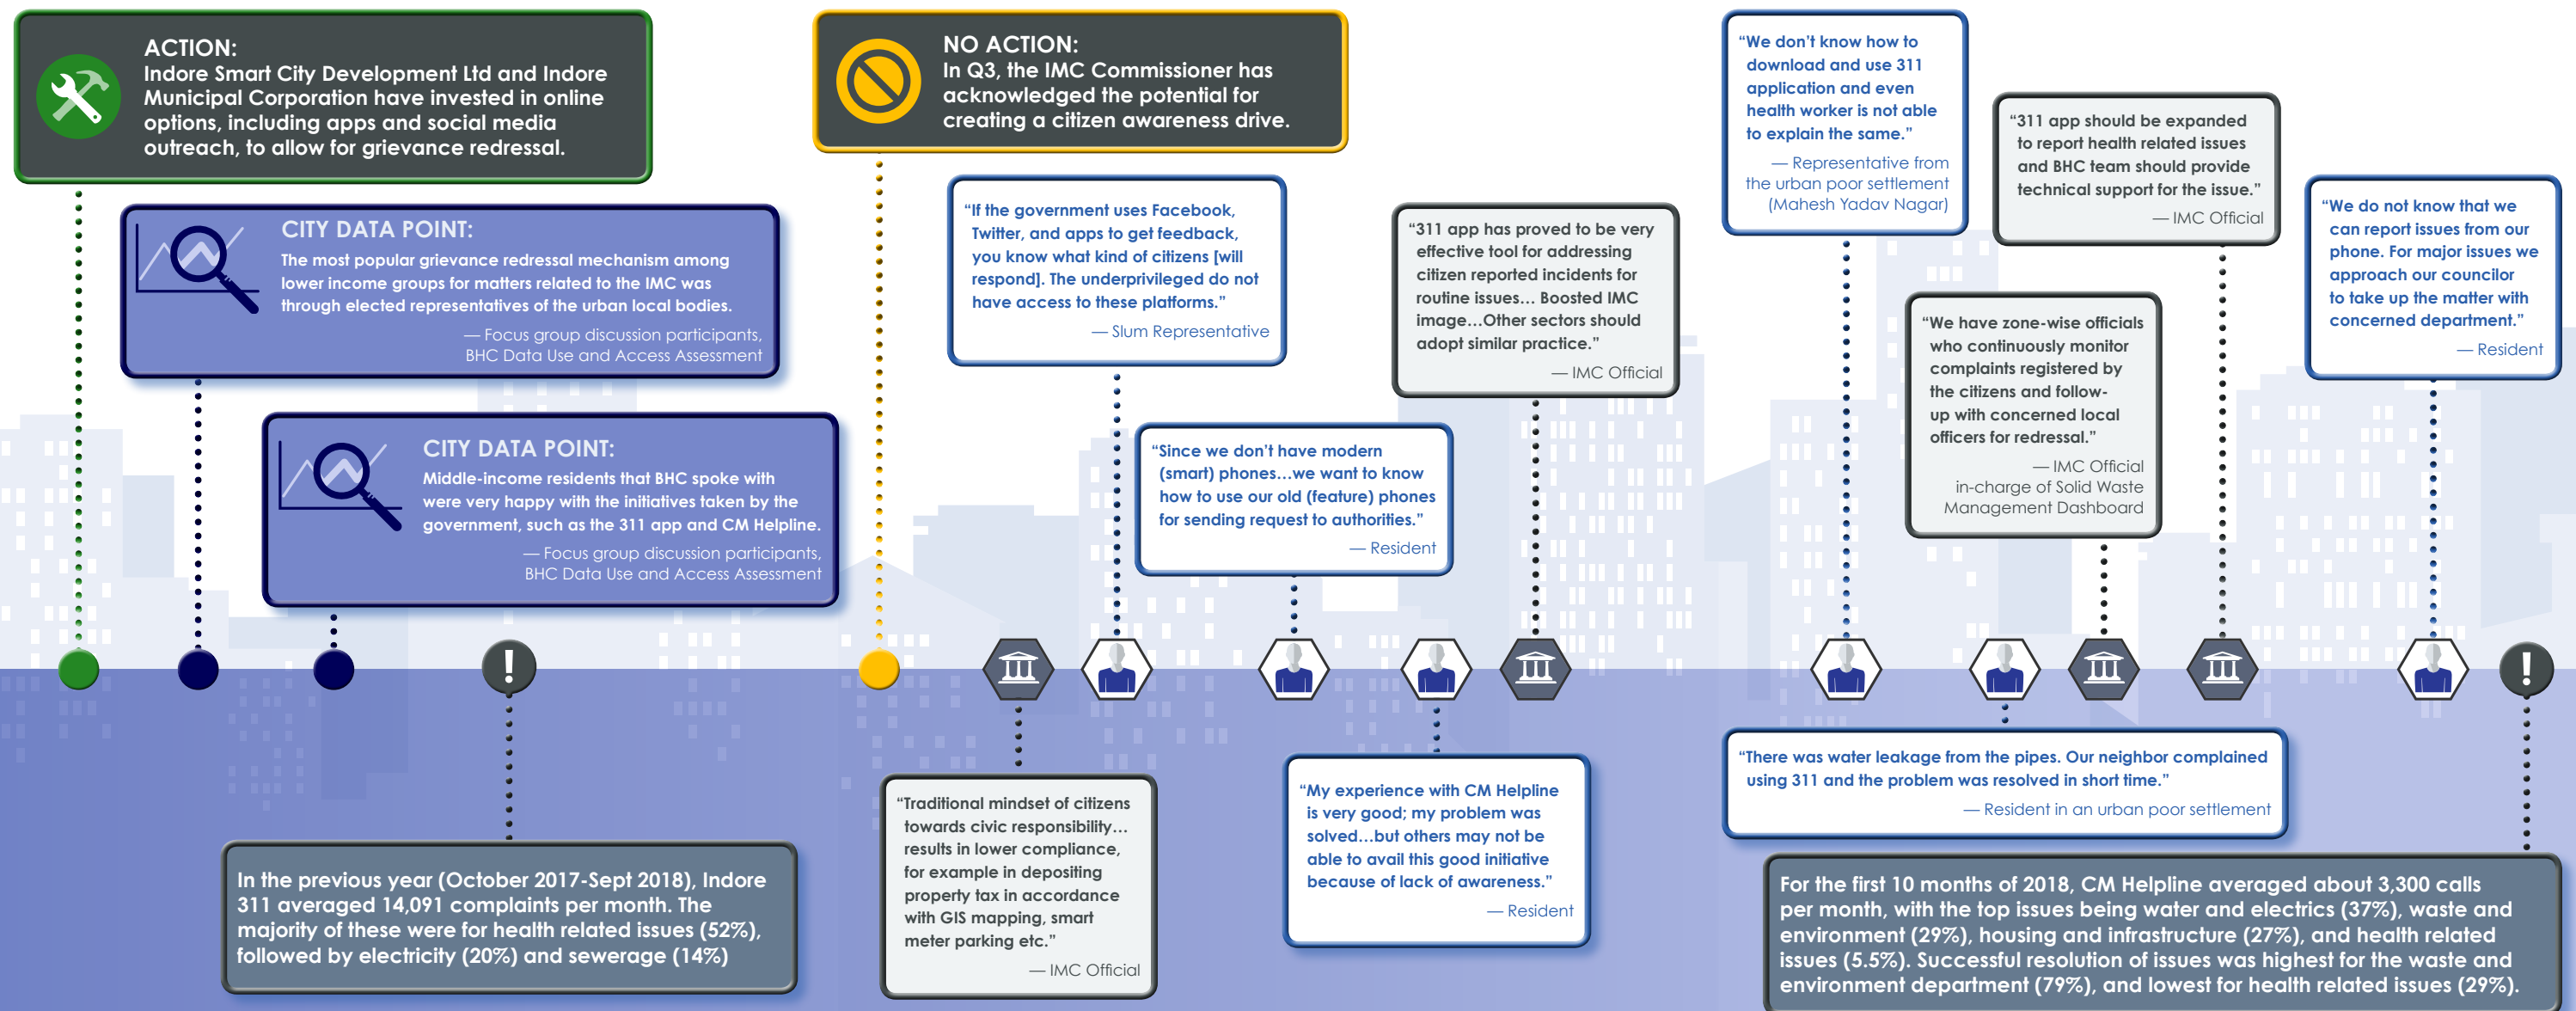 ACTION:
Indore Smart City Development Ltd and Indore
Municipal Corporation have invested in online
options, including apps and social media
outreach, to allow for grievance redressal.
CITY DATA POINT:
The most popular grievance redressal mechanism among
lower income groups for matters related to the IMC was
through elected representatives of the urban local bodies.
— Focus group discussion participants,
BHC Data Use and Access Assessment
CITY DATA POINT:
Middle-income residents that BHC spoke with
were very happy with the initiatives taken by the
government, such as the 311 app and CM Helpline.
— Focus group discussion participants,
BHC Data Use and Access Assessment
!
In the previous year (October 2017-Sept 2018), Indore
311 averaged 14,091 complaints per month. The
majority of these were for health related issues (52%),
followed by electricity (20%) and sewerage (14%)
NO ACTION:
In Q3, the IMC Commissioner has
acknowledged the potential for
creating a citizen awareness drive.
“Traditional mindset of citizens
towards civic responsibility…
results in lower compliance,
for example in depositing
property tax in accordance
with GIS mapping, smart
meter parking etc.”
— IMC Official
“If the government uses Facebook,
Twitter, and apps to get feedback,
you know what kind of citizens [will
respond]. The underprivileged do not
have access to these platforms.”
— Slum Representative
“Since we don’t have modern
(smart) phones…we want to know
how to use our old (feature) phones
for sending request to authorities.”
— Resident
“My experience with CM Helpline
is very good; my problem was
solved…but others may not be
able to avail this good initiative
because of lack of awareness.”
— Resident
“311 app has proved to be very
effective tool for addressing
citizen reported incidents for
routine issues… Boosted IMC
image…Other sectors should
adopt similar practice.”
— IMC Official
“We don’t know how to
download and use 311
application and even
health worker is not able
to explain the same.”
— Representative from
the urban poor settlement
(Mahesh Yadav Nagar)
“There was water leakage from the pipes. Our neighbor complained
using 311 and the problem was resolved in short time.”
— Resident in an urban poor settlement
“We have zone-wise officials
who continuously monitor
complaints registered by
the citizens and follow-
up with concerned local
officers for redressal.”
— IMC Official
in-charge of Solid Waste
Management Dashboard
“311 app should be expanded
to report health related issues
and BHC team should provide
technical support for the issue.”
— IMC Official
“We do not know that we
can report issues from our
phone. For major issues we
approach our councilor
to take up the matter with
concerned department.”
— Resident
!
For the first 10 months of 2018, CM Helpline averaged about 3,300 calls
per month, with the top issues being water and electrics (37%), waste and
environment (29%), housing and infrastructure (27%), and health related
issues (5.5%). Successful resolution of issues was highest for the waste and
environment department (79%), and lowest for health related issues (29%).